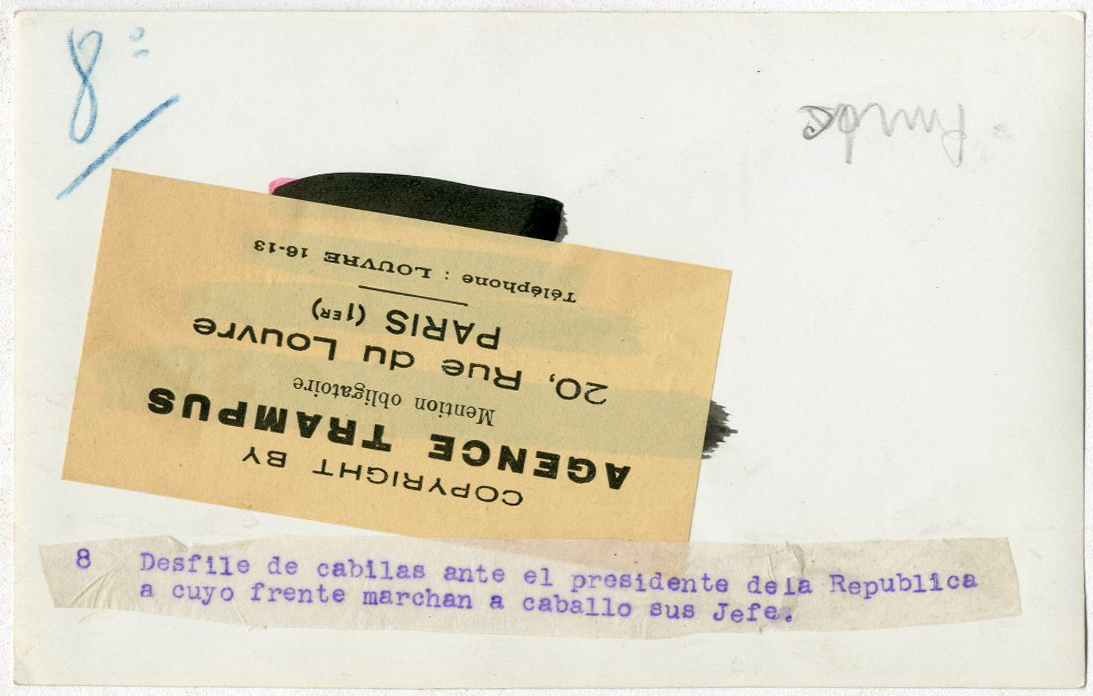 8º
COPYRIGHT BY
AGENCE TRAMPUS
Mention obligatoire
20, Rue du Louvre
PARIS (1ER)
Téléphone : LOUVRE 16-13
8 Desfile de cabilas ante el presidente dela Republica
a cuyo frente marchan a caballo sus Jefe.